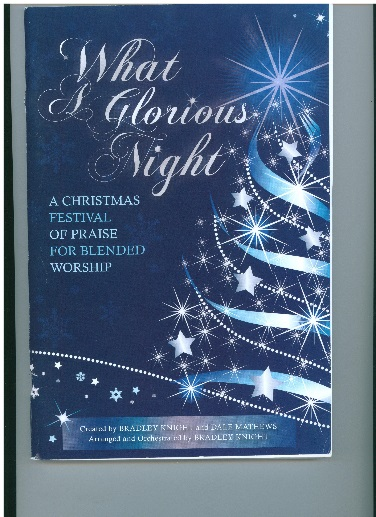 What
A Glorious
Night
A CHRISTMAS
FESTIVAL
OF PRAISE
FOR BLENDED
WORSHIP
Created by BRADLEY KNIGHT and DALE MATHEWS
Arranged and Orchestrated by BRADLEY KNIGHT